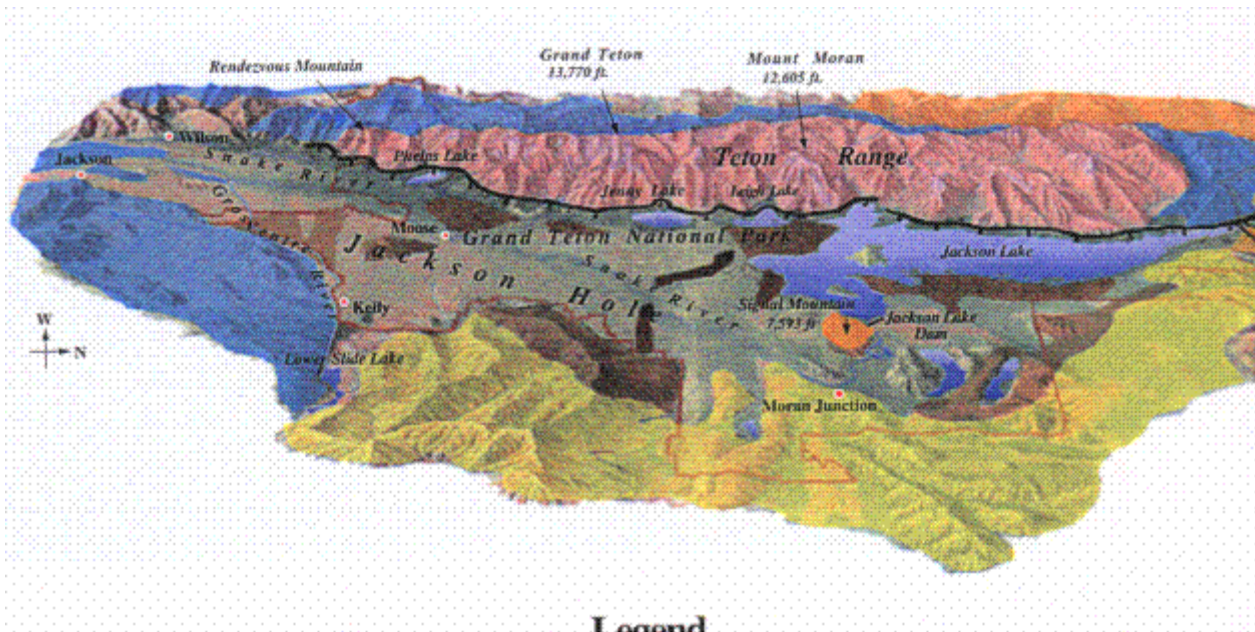 Grand Teton
13,770 ft.
Mount Moran
12,605 ft.
Rendezvous Mountain
Wilson
Jackson
Snake River
Phelps Lake
Teton Range
Jenny Lake
Leigh Lake
Grosventre River
Moose
Grand Teton National Park
Jackson Hole
Jackson Lake
Snake River
Kelly
Signal Mountain
7,593 ft
Jackson Lake
Dam
W
N
Lower Slide Lake
Moran Junction
Legend